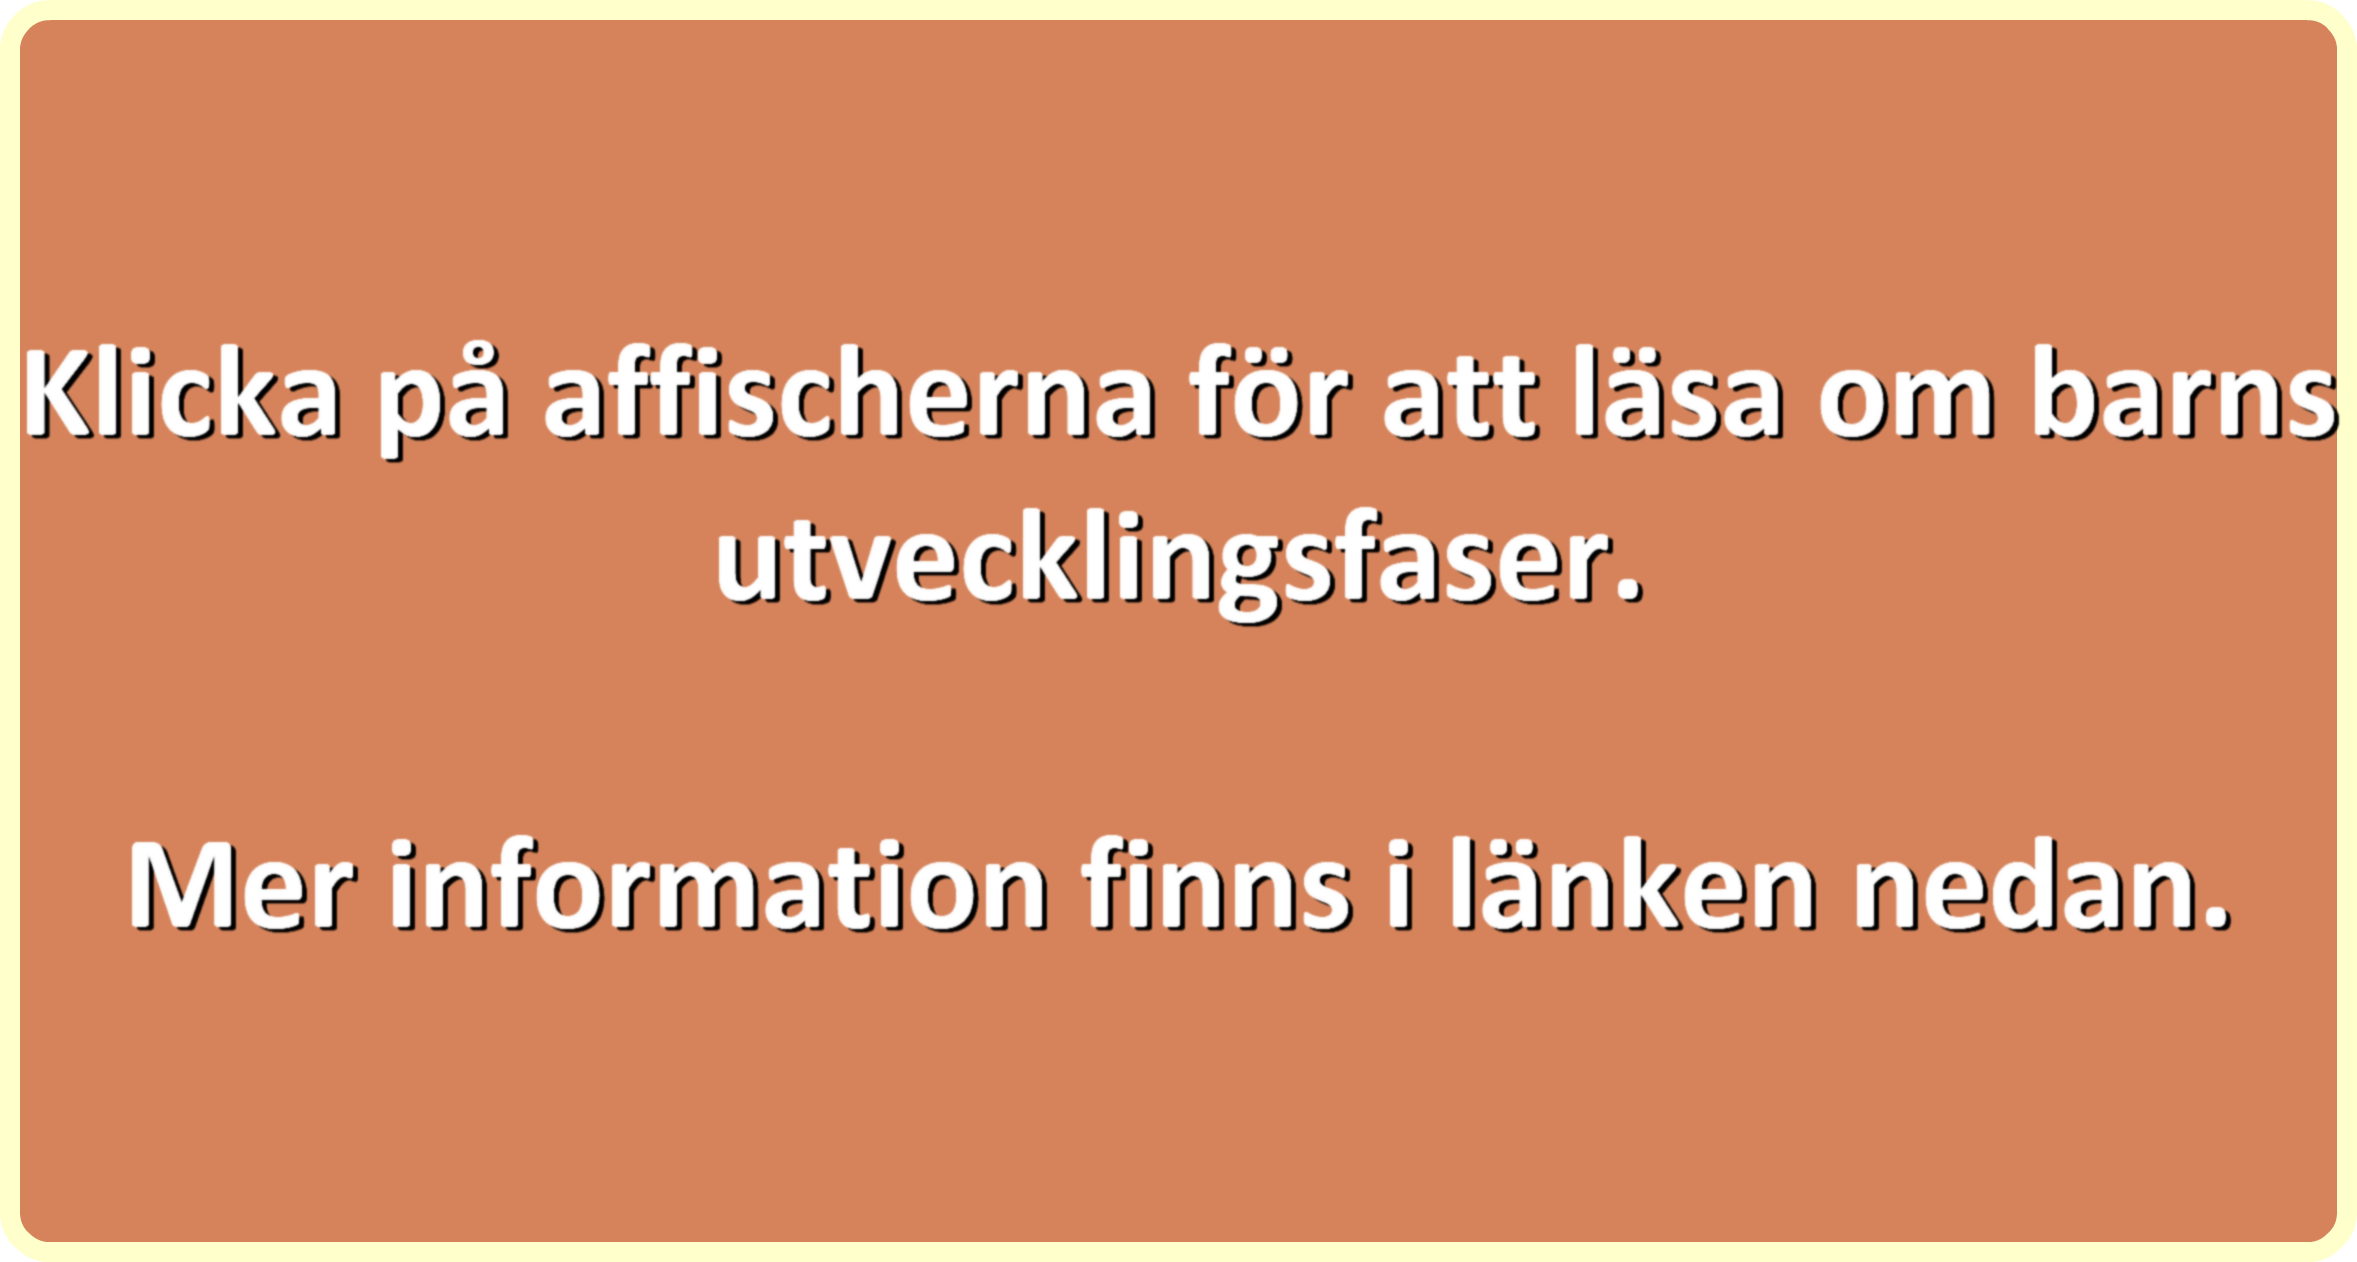 Klicka på affischerna för att läsa om barns
utvecklingsfaser.
Mer information finns i länken nedan.